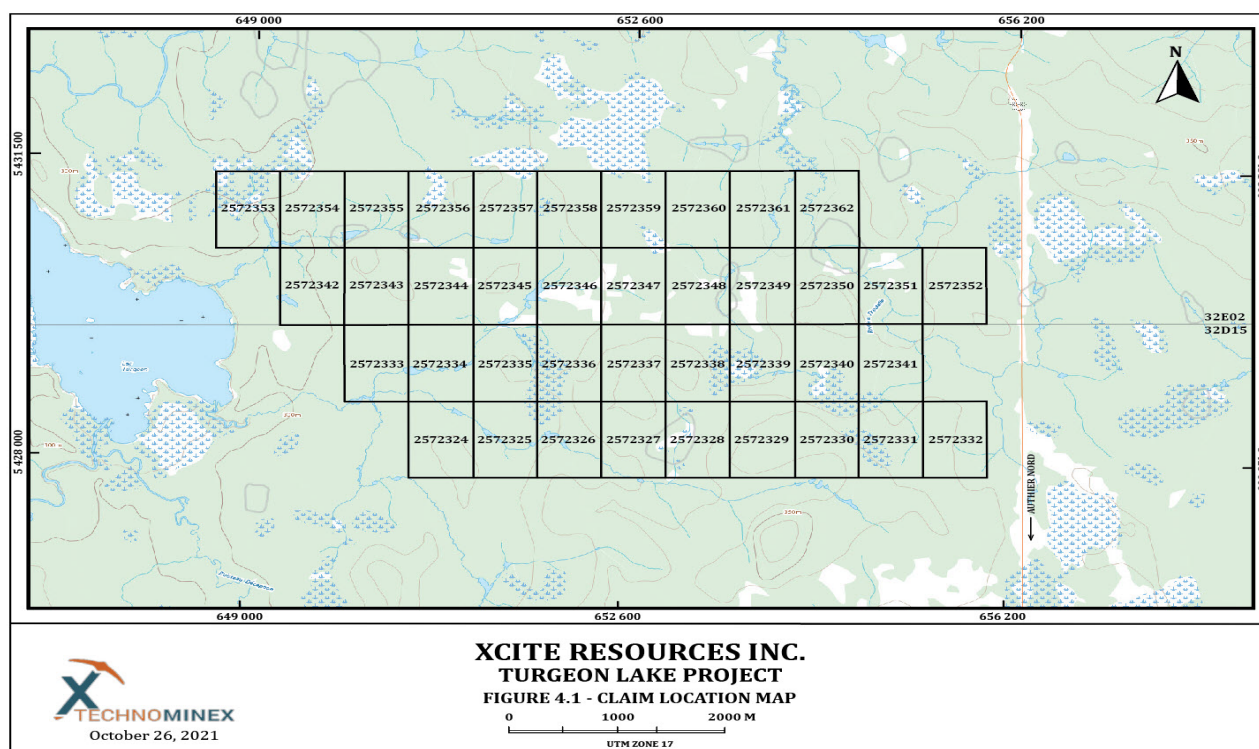 649 000 652 600 656 200
N
5 431 500
350m
320m
2572353 2572354 2572355 2572356 2572357 2572358 2572359 2572360 2572361 2572362
2572342 2572343 2572344 2572345 2572346 2572347 2572348 2572349 2572350 2572351 2572352
32E02
32D15
2572333 2572334 2572335 2572336 2572337 2572338 2572339 2572340 2572341
5 428 000
300m
2572324 2572325 2572326 2572327 2572328 2572329 2572330 2572331 2572332
AUTHIER NORD
350m
649 000 652 600 656 200
XCITE RESOURCES INC.
TURGEON LAKE PROJECT
FIGURE 4.1 - CLAIM LOCATION MAP
0 1000 2000 M
UTM ZONE 17
TECHNOMINEX
October 26, 2021